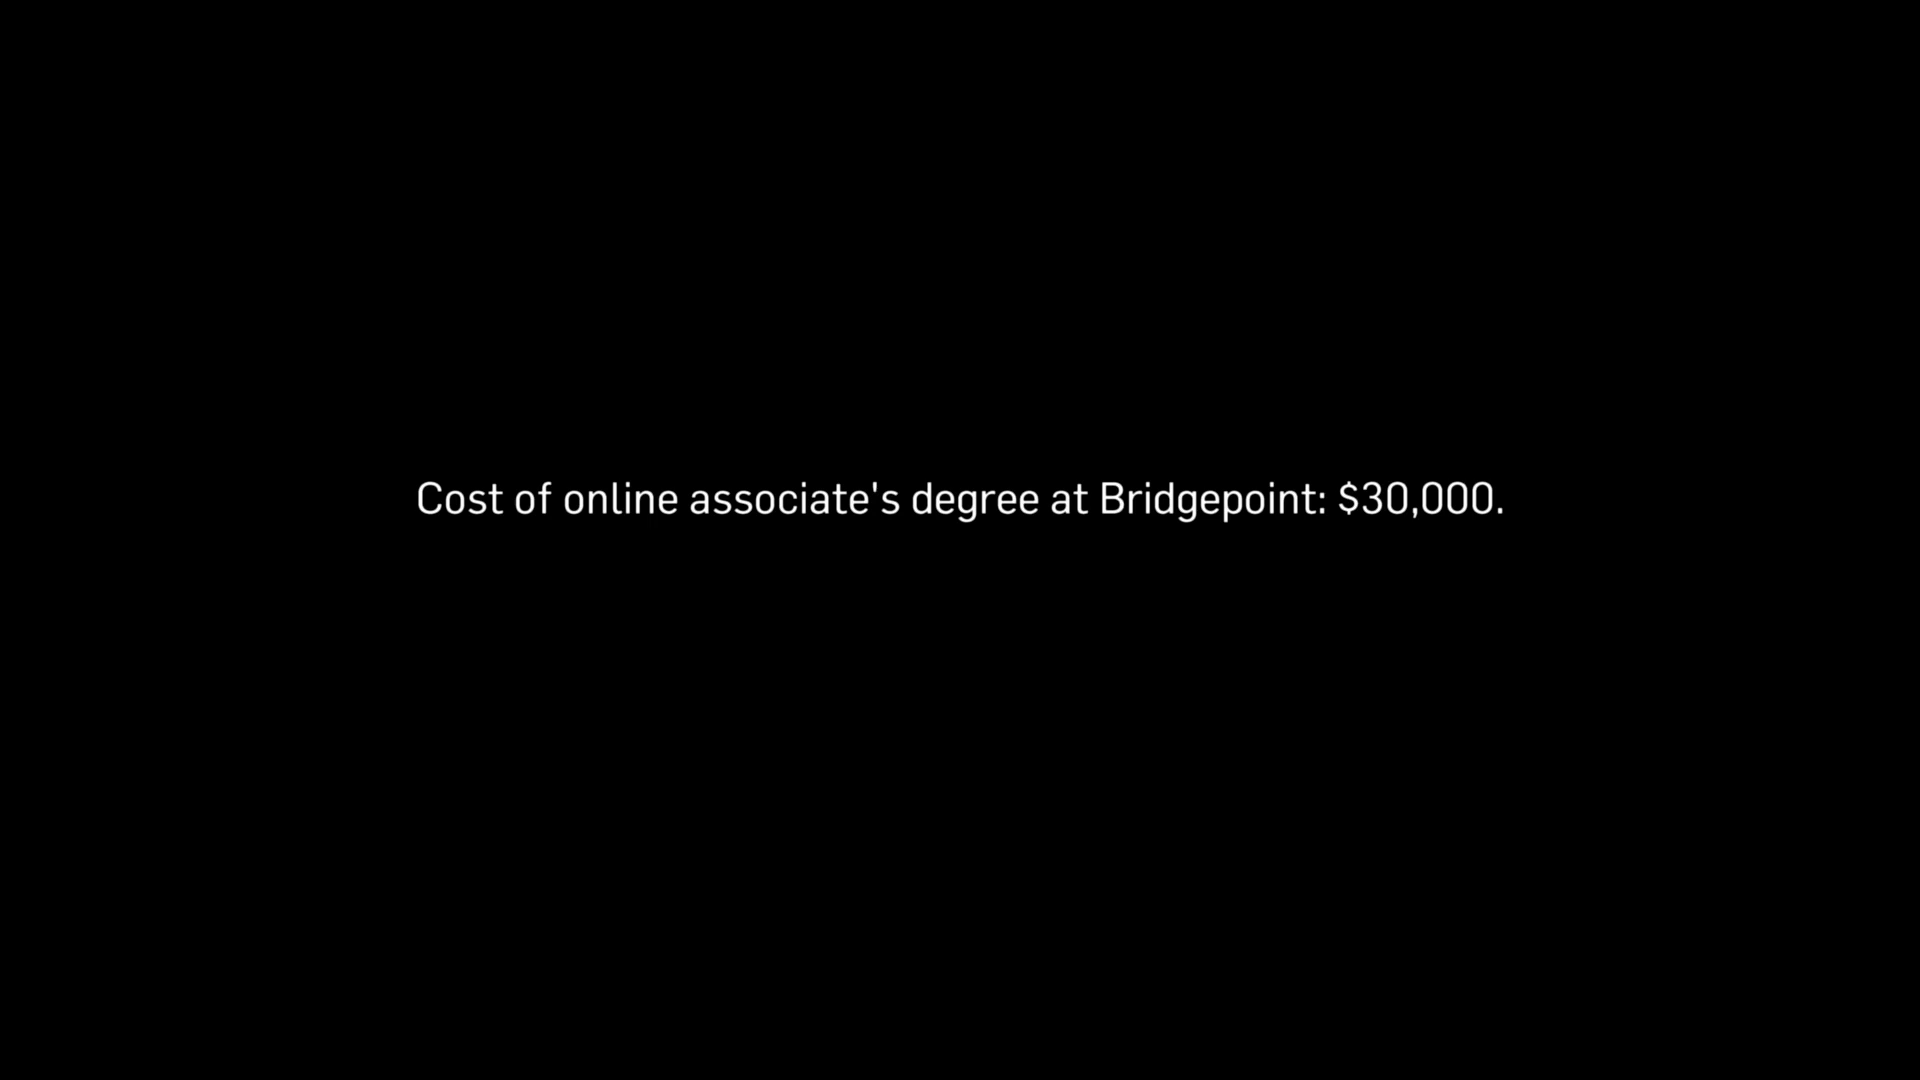 Cost of online associate's degree at Bridgepoint: $30,000.